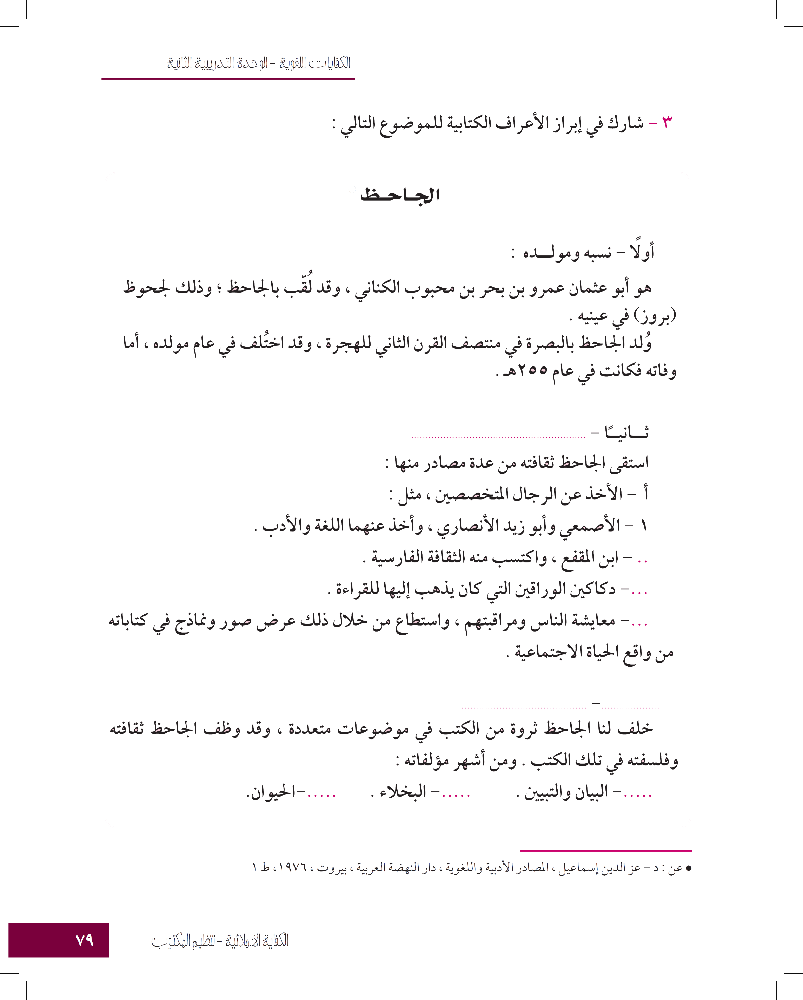 الكفايات اللغوية - الوحدة التدريبية الثانية
٣ - شارك في إبراز الأعراف الكتابية للموضوع التالي :
الجـاحـظ
أولًا - نسبه ومولـــده :
هو أبو عثمان عمرو بن بحر بن محبوب الكناني ، وقد لُقّب بالجاحظ ؛ وذلك لجحوظ
(بروز) في عينيه .
وُلد الجاحظ بالبصرة في منتصف القرن الثاني للهجرة ، وقد اختُلف في عام مولده ، أما
وفاته فكانت في عام ٢٥٥هـ .
ثـــانيـًا - ............................................................
استقى الجاحظ ثقافته من عدة مصادر منها :
أ - الأخذ عن الرجال المتخصصين ، مثل :
١ - الأصمعي وأبو زيد الأنصاري ، وأخذ عنهما اللغة والأدب .
.. - ابن المقفع ، واكتسب منه الثقافة الفارسية .
...- دكاكين الوراقين التي كان يذهب إليها للقراءة .
...- معايشة الناس ومراقبتهم ، واستطاع من خلال ذلك عرض صور ونماذج في كتاباته
من واقع الحياة الاجتماعية .
....................- ...........................................
خلف لنا الجاحظ ثروة من الكتب في موضوعات متعددة ، وقد وظف الجاحظ ثقافته
وفلسفته في تلك الكتب . ومن أشهر مؤلفاته :
.....- البيان والتبيين . .....- البخلاء . .....-الحيوان.
● عن : د - عز الدين إسماعيل ، المصادر الأدبية واللغوية ، دار النهضة العربية ، بيروت ، ١٩٧٦، ط ١
الكفاية الإملائية - تنظيم المكتوب
٧٩